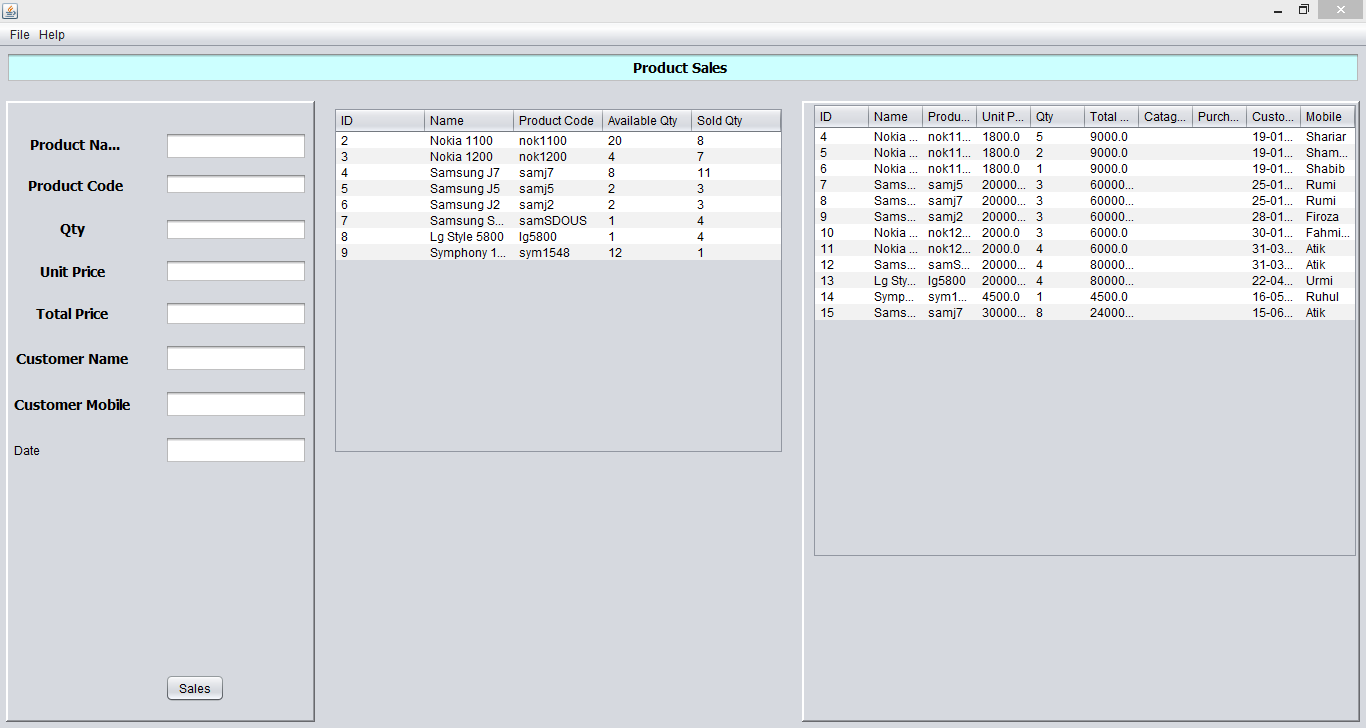 File Help
Product Sales
Product Na...
Product Code
Qty
Unit Price
Total Price
Customer Name
Customer Mobile
Date
Sales
ID Name Product Code Available Qty Sold Qty
2 Nokia 1100 nok1100 20 8
3 Nokia 1200 nok1200 4 7
4 Samsung J7 samj7 8 11
5 Samsung J5 samj5 2 3
6 Samsung J2 samj2 2 3
7 Samsung S... samSDOUS 1 4
8 Lg Style 5800 lg5800 1 4
9 Symphony 1... sym1548 12 1
ID Name Produ... Unit P... Qty Total ... Catag... Purch... Custo... Mobile
4 Nokia ... nok11... 1800.0 5 9000.0 19-01... Shariar
5 Nokia ... nok11... 1800.0 2 9000.0 19-01... Sham...
6 Nokia ... nok11... 1800.0 1 9000.0 19-01... Shabib
7 Sams... samj5 20000... 3 60000... 25-01... Rumi
8 Sams... samj7 20000... 3 60000... 25-01... Rumi
9 Sams... samj2 20000... 3 60000... 28-01... Firoza
10 Nokia ... nok12... 2000.0 3 6000.0 30-01... Fahmi...
11 Nokia ... nok12... 2000.0 4 6000.0 31-03... Atik
12 Sams... samS... 20000... 4 80000... 31-03... Atik
13 Lg Sty... lg5800 20000... 4 80000... 22-04... Urmi
14 Symp... sym1... 4500.0 1 4500.0 16-05... Ruhul
15 Sams... samj7 30000... 8 24000... 15-06... Atik